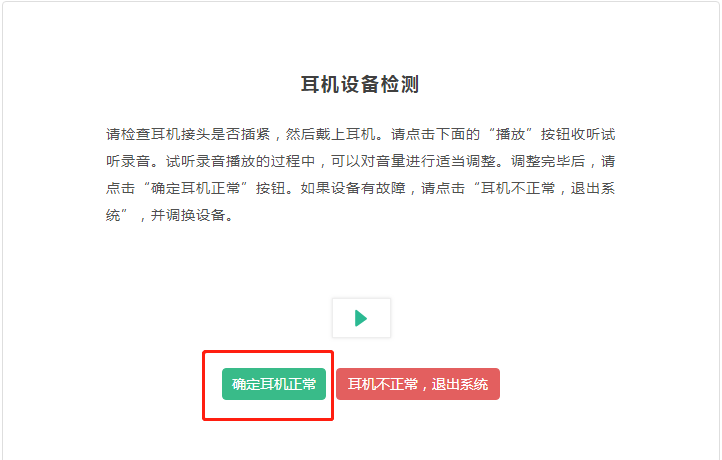 耳机设备检测
请检查耳机接头是否插紧，然后戴上耳机。请点击下面的“播放”按钮收听试
听录音。试听录音播放的过程中，可以对音量进行适当调整。调整完毕后，请
点击“确定耳机正常”按钮。如果设备有故障，请点击“耳机不正常，退出系
统”，并调换设备。
确定耳机正常
耳机不正常，退出系统